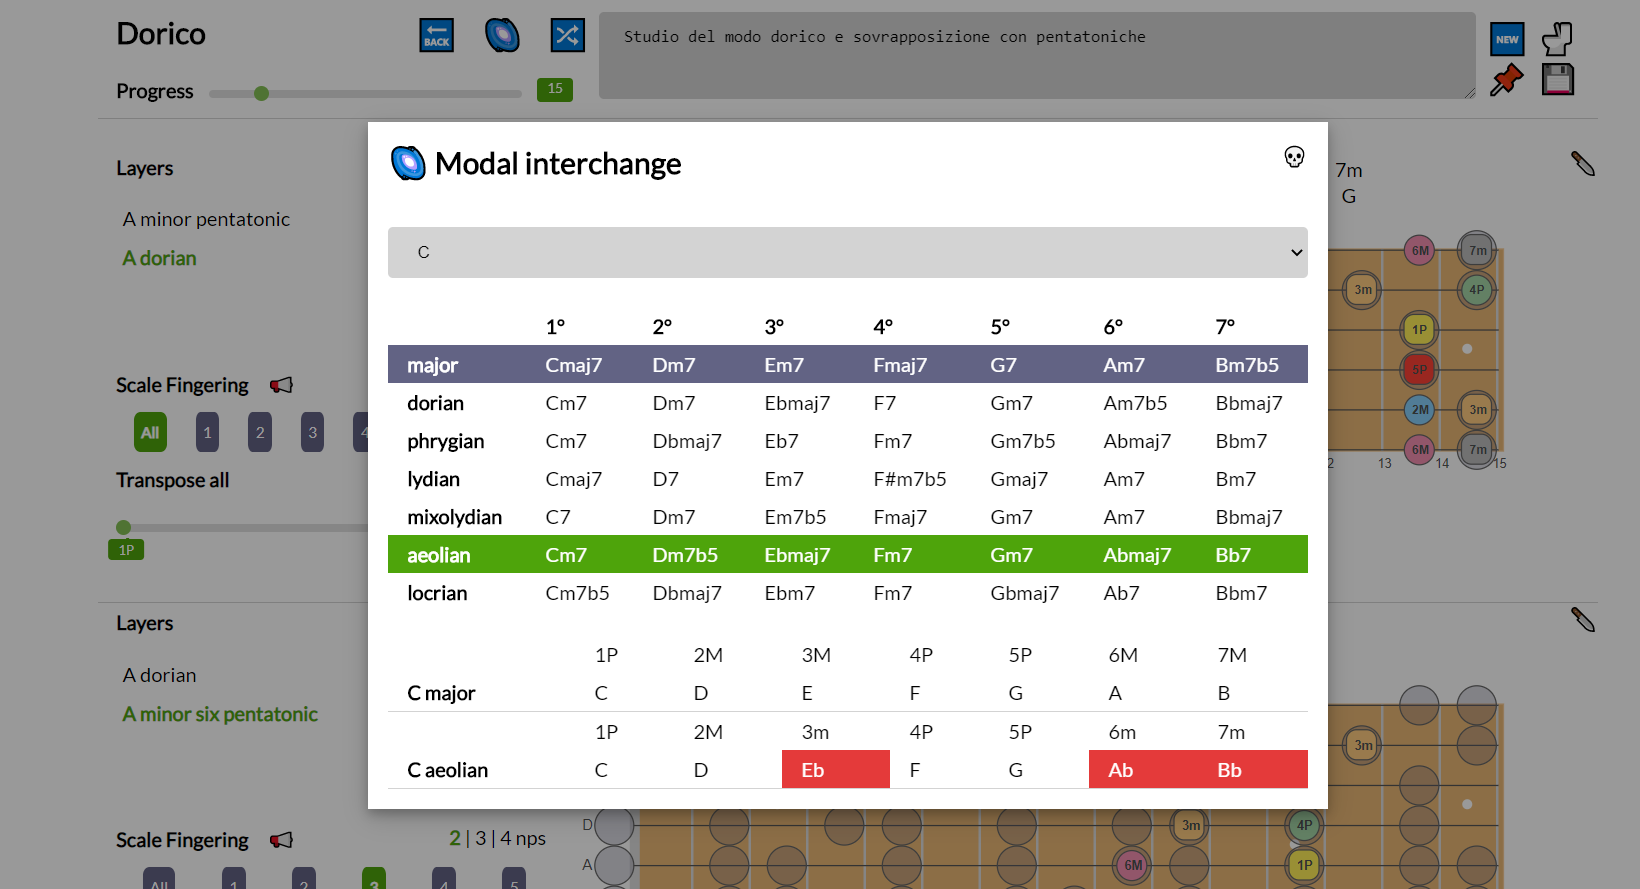 Dorico
BACK
Studio del modo dorico e sovrapposizione con pentatoniche
NEW
Progress
15
Layers
A minor pentatonic
A dorian
Scale Fingering
All 1 2 3 4
Transpose all
1P
Modal interchange
C
1° 2° 3° 4° 5° 6° 7°
major Cmaj7 Dm7 Em7 Fmaj7 G7 Am7 Bm7b5
dorian Cm7 Dm7 Ebmaj7 F7 Gm7 Am7b5 Bbmaj7
phrygian Cm7 Dbmaj7 Eb7 Fm7 Gm7b5 Abmaj7 Bbm7
lydian Cmaj7 D7 Em7 F#m7b5 Gmaj7 Am7 Bm7
mixolydian C7 Dm7 Em7b5 Fmaj7 Gm7 Am7 Bbmaj7
aeolian Cm7 Dm7b5 Ebmaj7 Fm7 Gm7 Abmaj7 Bb7
locrian Cm7b5 Dbmaj7 Ebm7 Fm7 Gbmaj7 Ab7 Bbm7
1P 2M 3M 4P 5P 6M 7M
C major C D E F G A B
1P 2M 3m 4P 5P 6m 7m
C aeolian C D Eb F G Ab Bb
7m
G
6M 7m
3m 4P
1P
5P
2M 3m
6M 7m
2 13 14 15
Layers
A dorian
A minor six pentatonic
Scale Fingering
2 | 3 | 4 nps
All 1 2 3 4 5
3m
D 3m 4P
A 6M 1P